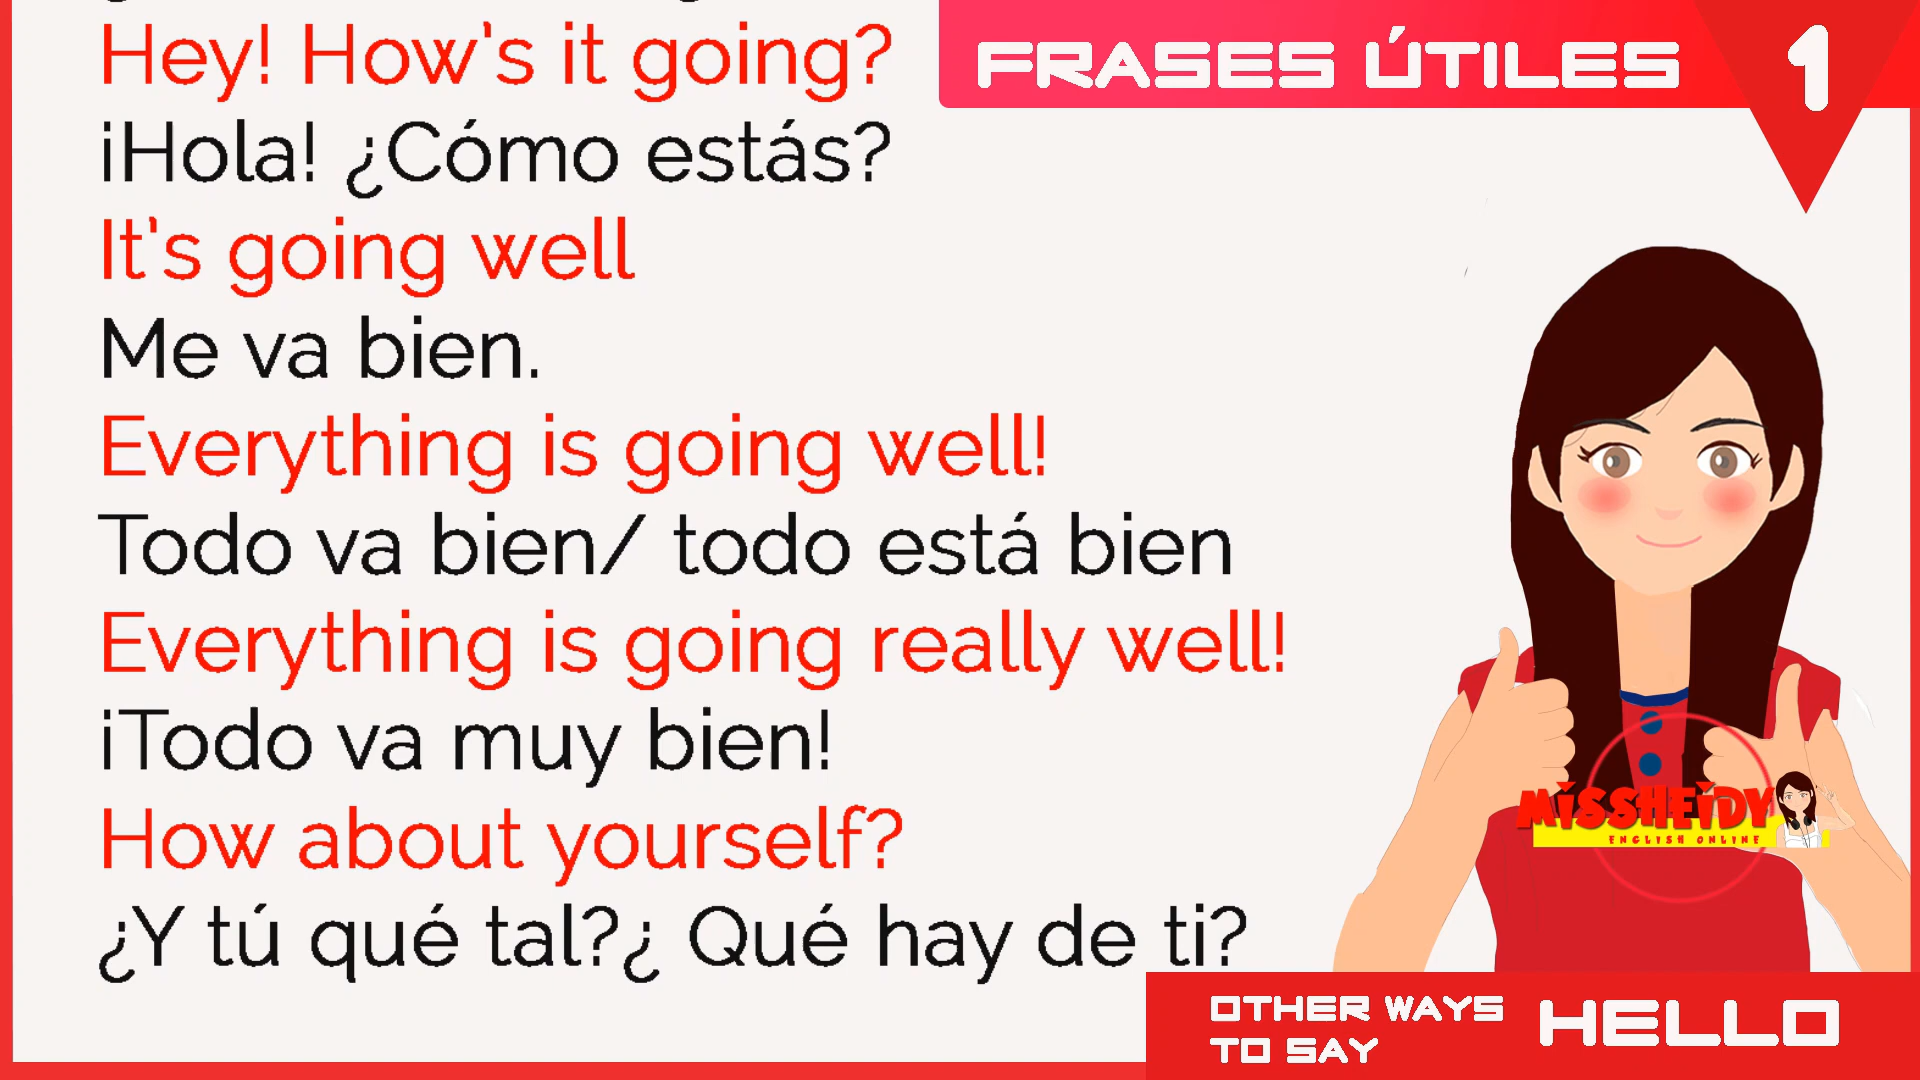 Hey! How's it going?
¡Hola! ¿Cómo estás?
It's going well
Me va bien.
Everything is going well!
Todo va bien/ todo está bien
Everything is going really well!
¡Todo va muy bien!
How about yourself?
¿Y tú qué tal?¿ Qué hay de ti?
FRASES ÚTILES
1
MiSSHEiDY
ENGLISH ONLINE
OTHER WAYS
TO SAY
HELLO